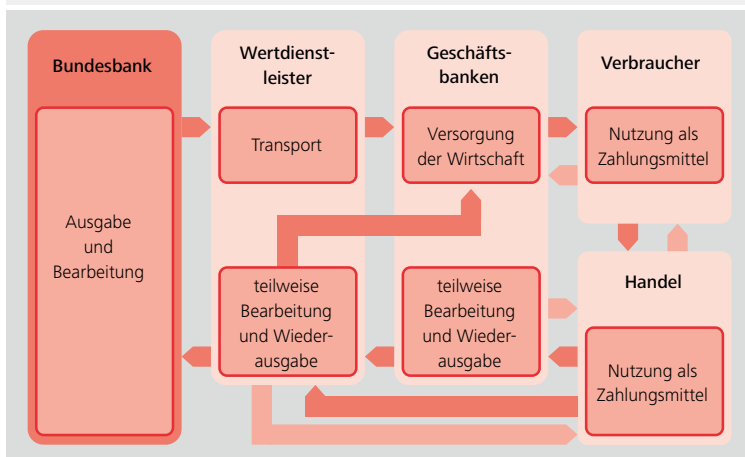 Bundesbank
Ausgabe
und
Bearbeitung
Wertdienst-
leister
Transport
teilweise
Bearbeitung
und Wieder-
ausgabe
Geschäfts-
banken
Versorgung
der Wirtschaft
teilweise
Bearbeitung
und Wieder-
ausgabe
Verbraucher
Nutzung als
Zahlungsmittel
Handel
Nutzung als
Zahlungsmittel